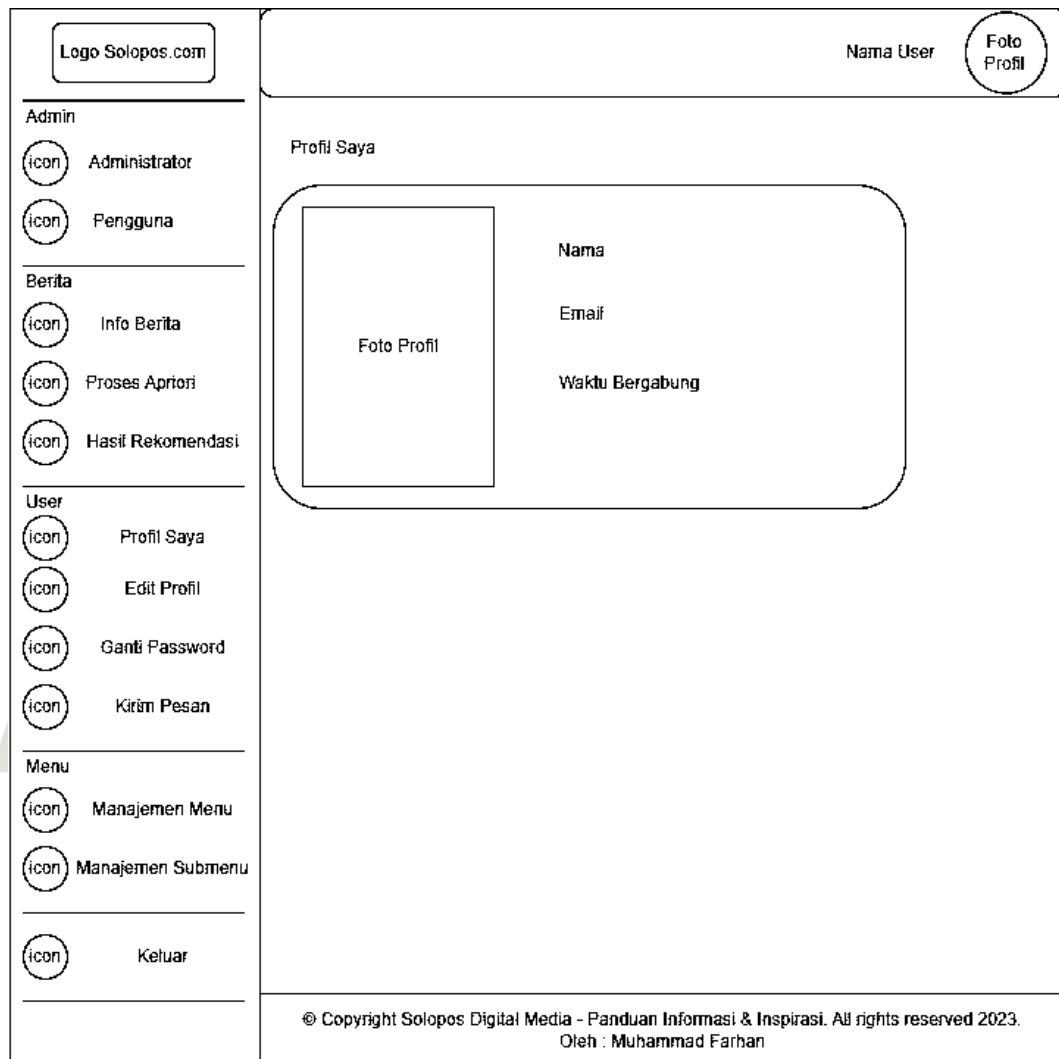 Logo Solopos.com
Nama User
Foto
Profil
Admin
icon Administrator
icon Pengguna
Berita
icon Info Berita
icon Proses Apriori
icon Hasil Rekomendasi
User
icon Profil Saya
icon Edit Profil
icon Ganti Password
icon Kirim Pesan
Menu
icon Manajemen Menu
icon Manajemen Submenu
icon Keluar
Profil Saya
Foto Profil
Nama
Email
Waktu Bergabung
© Copyright Solopos Digital Media - Panduan Informasi & Inspirasi. All rights reserved 2023.
Oleh : Muhammad Farhan